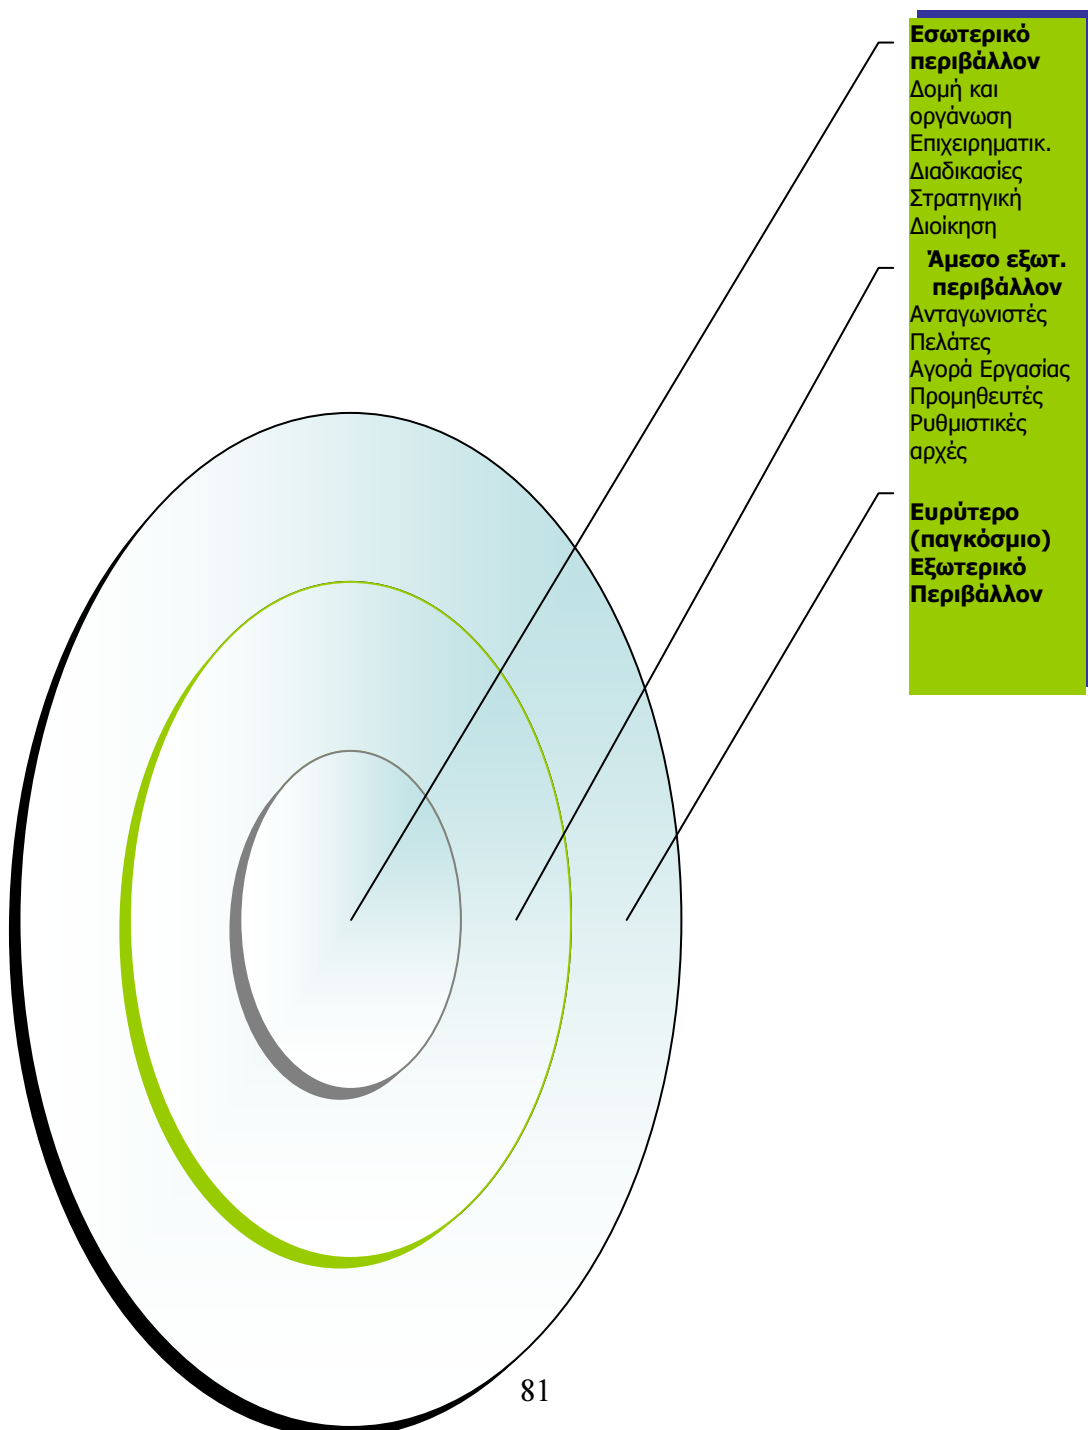 Εσωτερικό
περιβάλλον
Δομή και
οργάνωση
Επιχειρηματικ.
Διαδικασίες
Στρατηγική
Διοίκηση
Άμεσο εξωτ.
περιβάλλον
Ανταγωνιστές
Πελάτες
Αγορά Εργασίας
Προμηθευτές
Ρυθμιστικές
αρχές
Ευρύτερο
(παγκόσμιο)
Εξωτερικό
Περιβάλλον
81